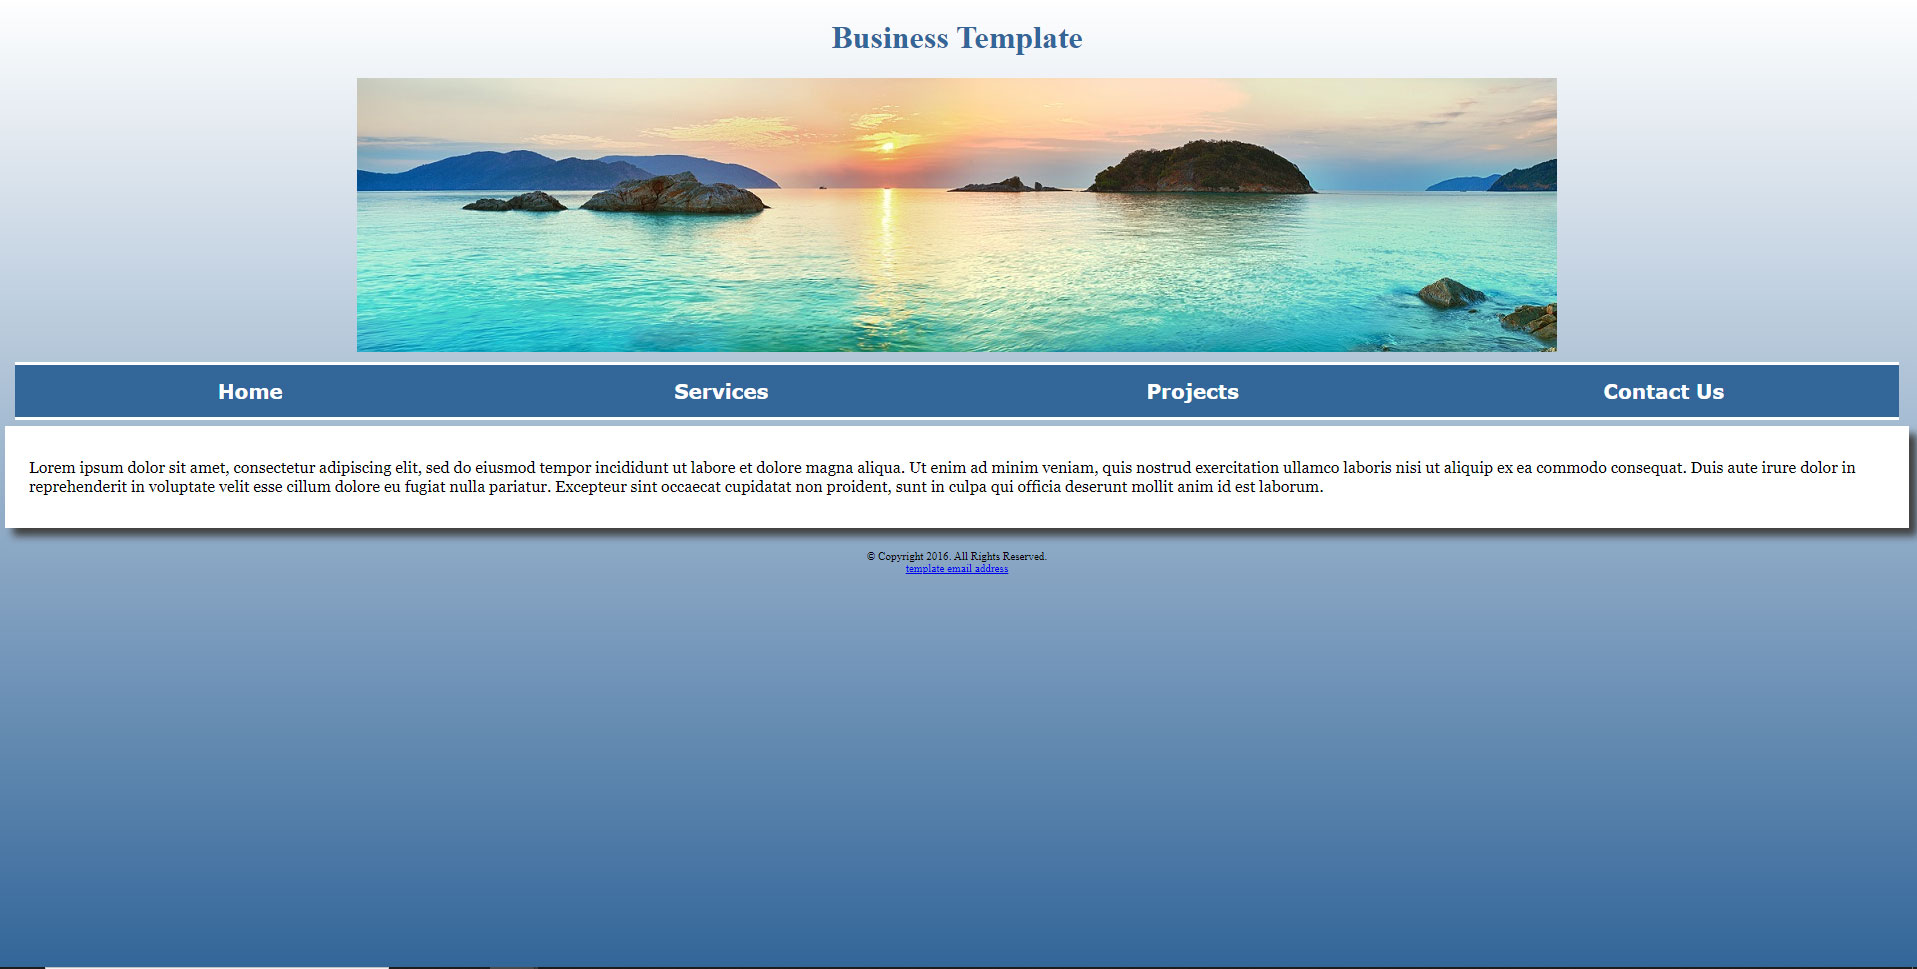 Business Template
Home Services Projects Contact Us
Lorem ipsum dolor sit amet, consectetur adipiscing elit, sed do eiusmod tempor incididunt ut labore et dolore magna aliqua. Ut enim ad minim veniam, quis nostrud exercitation ullamco laboris nisi ut aliquip ex ea commodo consequat. Duis aute irure dolor in
reprehenderit in voluptate velit esse cillum dolore eu fugiat nulla pariatur. Excepteur sint occaecat cupidatat non proident, sunt in culpa qui officia deserunt mollit anim id est laborum.
© Copyright 2016. All Rights Reserved.
template email address